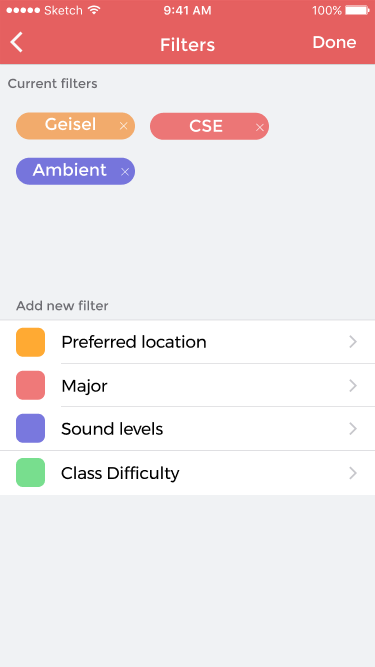 Sketch 9:41 AM 100%
Filters Done
Current filters
Geisel × CSE ×
Ambient ×
Add new filter
Preferred location
Major
Sound levels
Class Difficulty